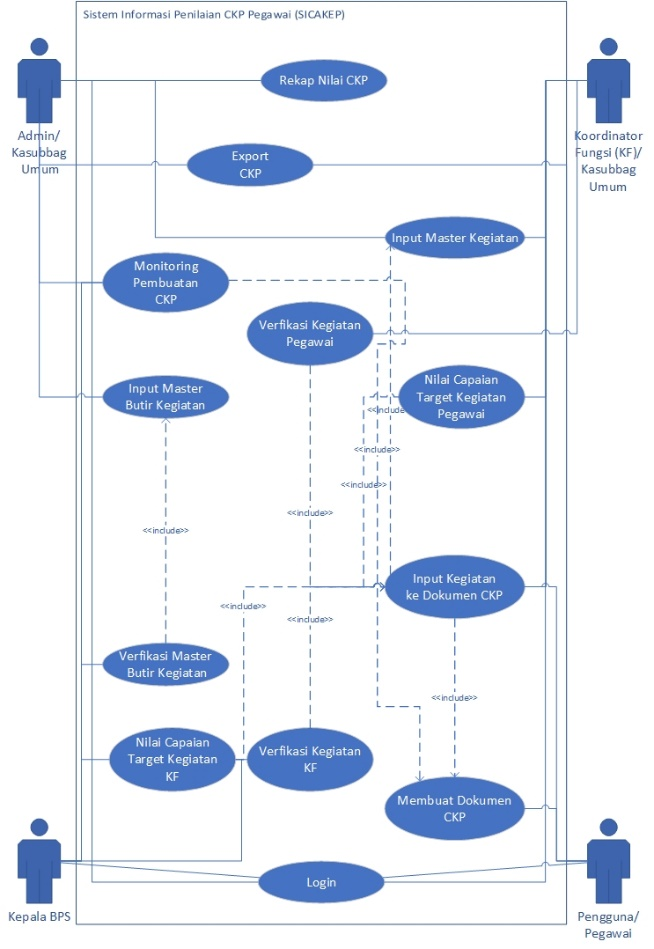 Sistem Informasi Penilaian CKP Pegawai (SICAKEP)
Rekap Nilai CKP
Admin/
Kasubbag
Umum
Koordinator
Fungsi (KF)/
Kasubbag
Umum
Export
CKP
Input Master Kegiatan
Monitoring
Pembuatan
CKP
Verfikasi Kegiatan
Pegawai
Input Master
Butir Kegiatan
Nilai Capaian
Target Kegiatan
Pegawai
<<include
<<include>>
<<include>>
<<include>>
<<include>>
Input Kegiatan
ke Dokumen CKP
<<include>>
<<include>>
Verfikasi Master
Butir Kegiatan
<<include>>
Nilai Capaian
Target Kegiatan
KF
Verfikasi Kegiatan
KF
Membuat Dokumen
CKP
Login
Kepala BPS
Pengguna/
Pegawai